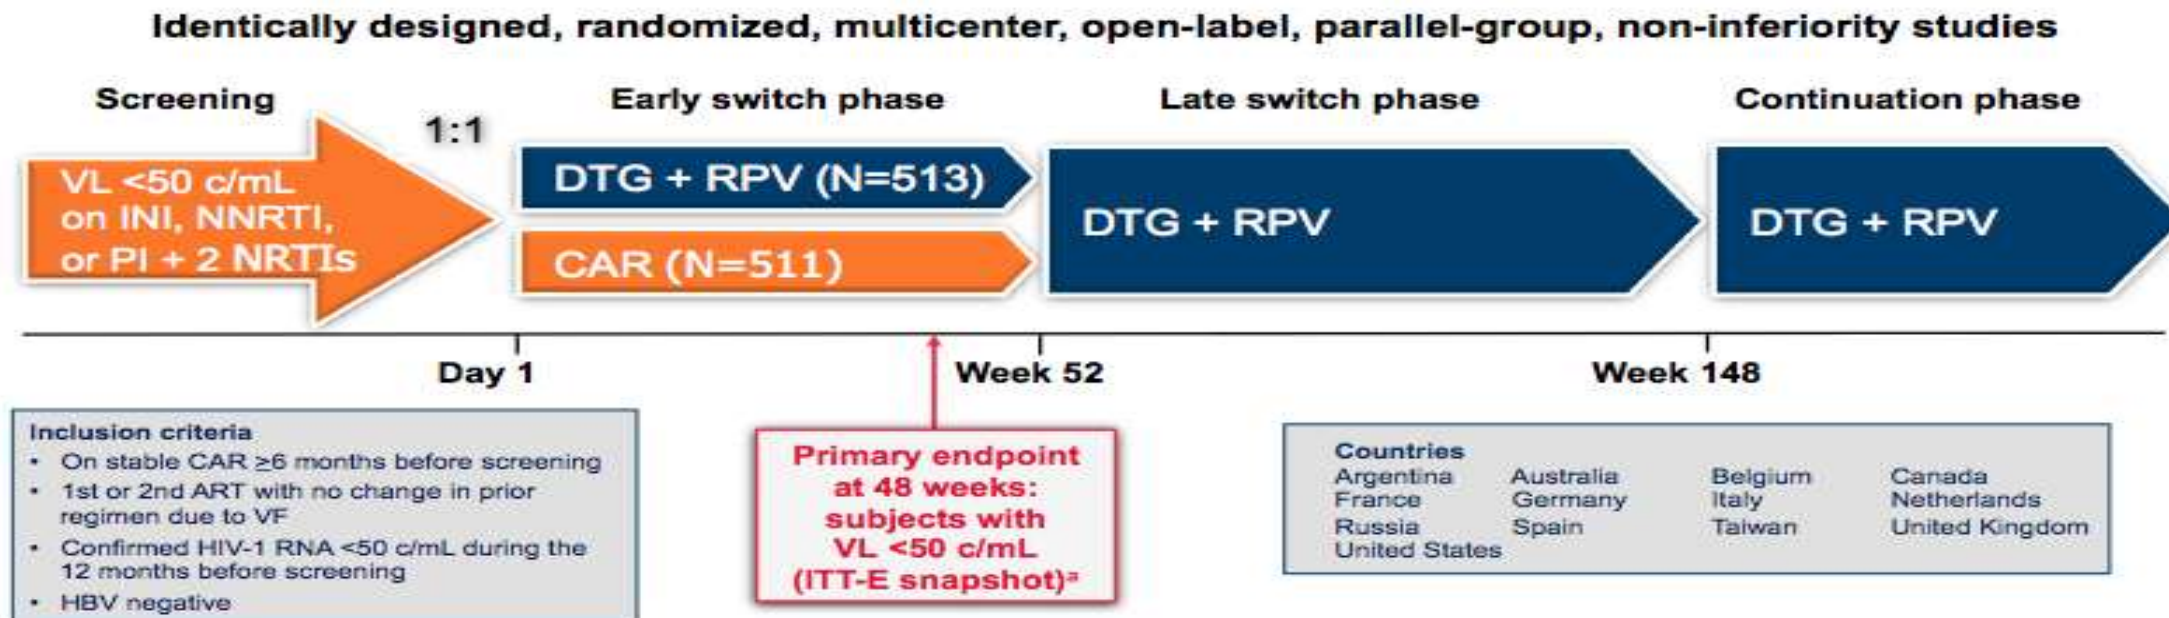 Identically designed, randomized, multicenter, open-label, parallel-group, non-inferiority studies
Screening
Early switch phase
Late switch phase
Continuation phase
1:1
VL <50 c/mL
on INI, NNRTI,
or PI + 2 NRTIs
DTG + RPV (N=513)
CAR (N=511)
DTG + RPV
DTG + RPV
Day 1
Week 52
Week 148
Inclusion criteria
• On stable CAR ≥6 months before screening
• 1st or 2nd ART with no change in prior
regimen due to VF
• Confirmed HIV-1 RNA <50 c/mL during the
12 months before screening
• HBV negative
Primary endpoint
at 48 weeks:
subjects with
VL <50 c/mL
(ITT-E snapshot)ᵃ
Countries
Argentina Australia Belgium Canada
France Germany Italy Netherlands
Russia Spain Taiwan United Kingdom
United States